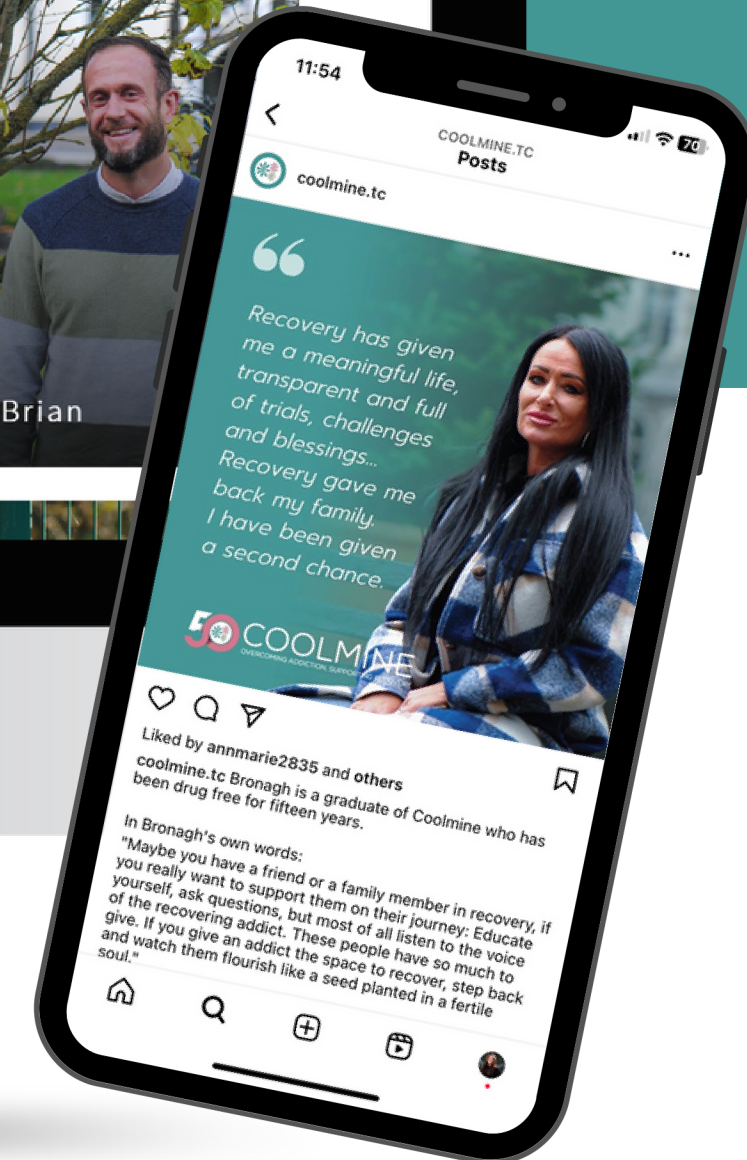 Brian
11:54
70
COOLMINE.TC
Posts
coolmine.tc
Recovery has given
me a meaningful life,
transparent and full
of trials, challenges
and blessings...
Recovery gave me
back my family.
I have been given
a second chance.
50 COOLMINE
OVERCOMING ADDICTION, SUPPORTING
Liked by annmarie2835 and others
coolmine.tc Bronagh is a graduate of Coolmine who has
been drug free for fifteen years.
In Bronagh's own words:
"Maybe you have a friend or a family member in recovery, if
you really want to support them on their journey: Educate
yourself, ask questions, but most of all listen to the voice
of the recovering addict. These people have so much to
give. If you give an addict the space to recover, step back
and watch them flourish like a seed planted in a fertile
soul."